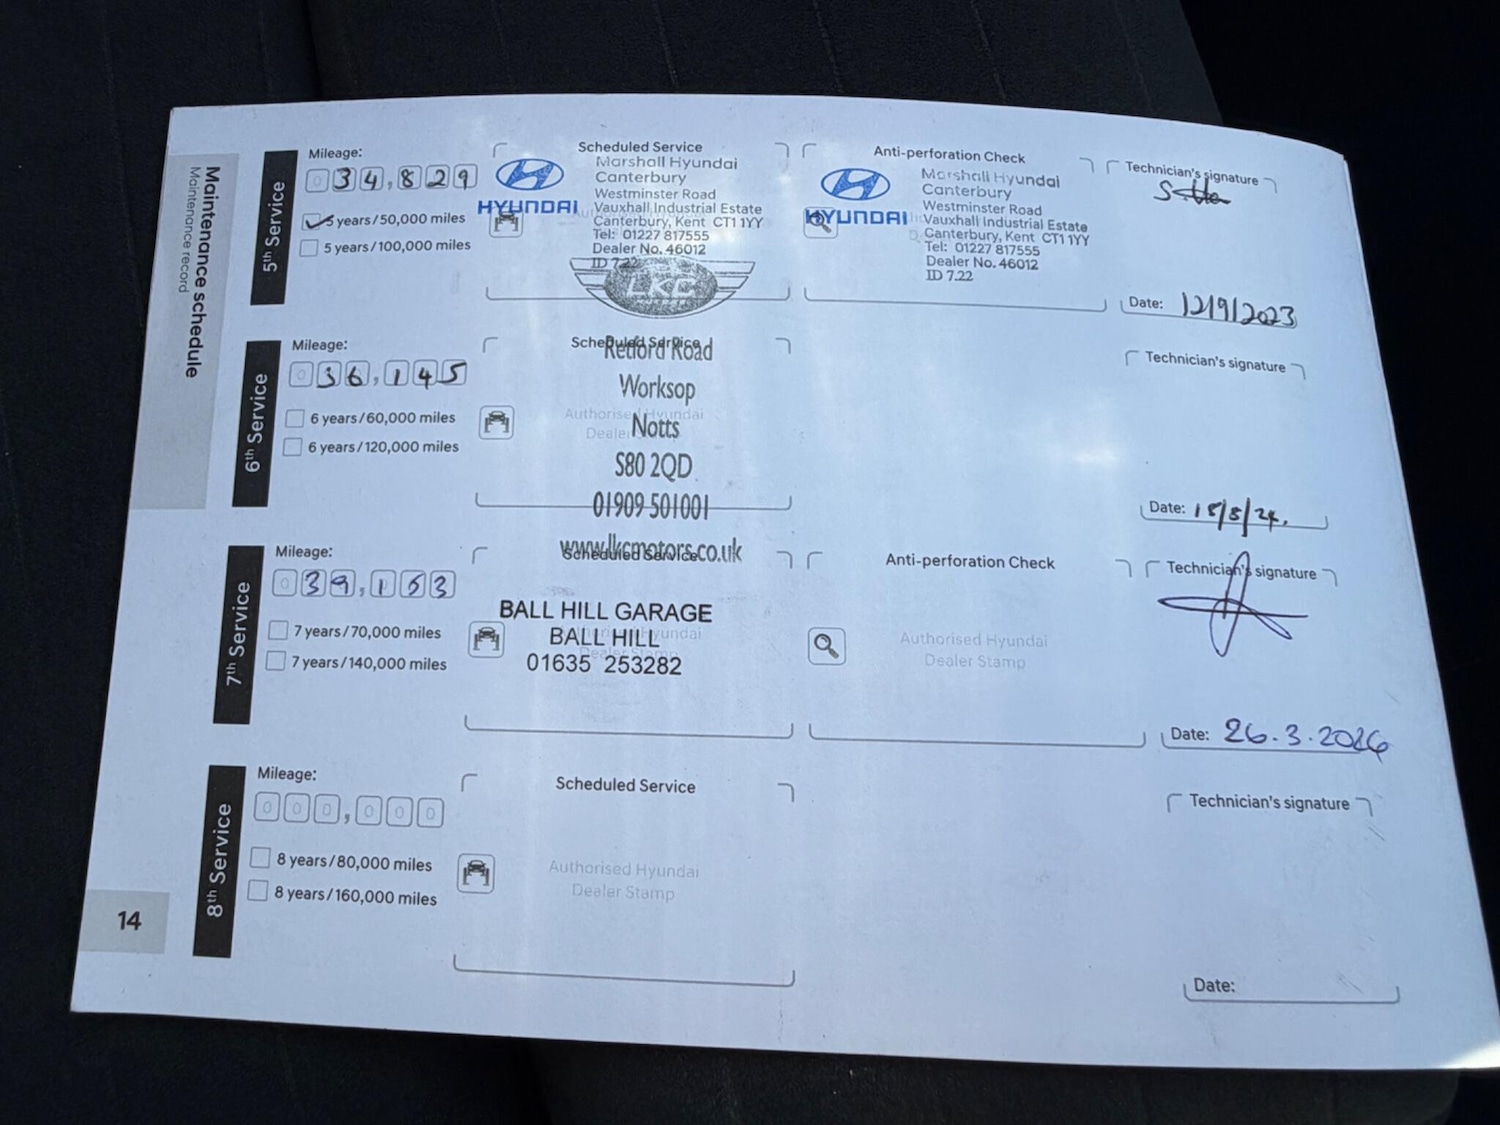 Maintenance schedule
Maintenance record
5th Service
Mileage:
034,829
5 years/50,000 miles
5 years/100,000 miles
Scheduled Service
HYUNDAI
Marshall Hyundai
Canterbury
Westminster Road
Vauxhall Industrial Estate
Canterbury, Kent CT1 1YY
Tel: 01227 817555
Dealer No. 46012
ID 7.22
Anti-perforation Check
HYUNDAI
Marshall Hyundai
Canterbury
Westminster Road
Vauxhall Industrial Estate
Canterbury, Kent CT1 1YY
Tel: 01227 817555
Dealer No. 46012
ID 7.22
Technician's signature
Date: 12/9/2023
6th Service
Mileage:
036,145
6 years/60,000 miles
6 years/120,000 miles
Scheduled Service
Authorised Hyundai
Dealer
LKC
Retford Road
Worksop
Notts
S80 2QD
01909 501001
www.lkcmotors.co.uk
Technician's signature
Date: 18/8/24.
7th Service
Mileage:
039,153
7 years/70,000 miles
7 years/140,000 miles
Scheduled Service
Hyundai
Dealer Stamp
BALL HILL GARAGE
BALL HILL
01635 253282
Anti-perforation Check
Authorised Hyundai
Dealer Stamp
Technician's signature
Date: 26.3.2026
8th Service
Mileage:
000,000
8 years/80,000 miles
8 years/160,000 miles
Scheduled Service
Authorised Hyundai
Dealer Stamp
Technician's signature
Date:
14